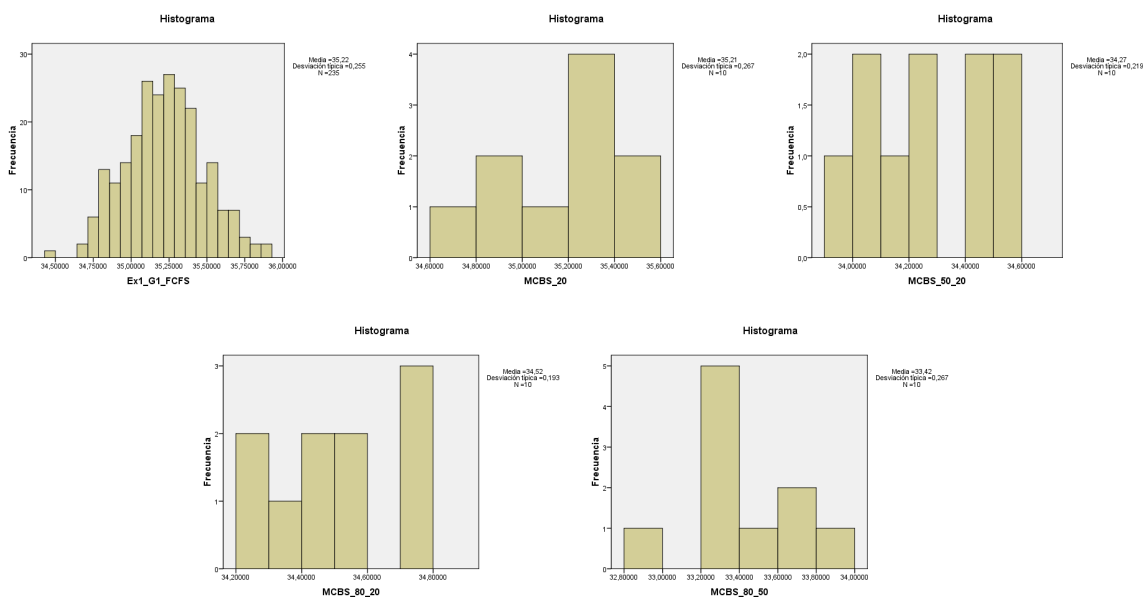 Histograma
Media =35,22
Desviación típica =0,255
N =235
Frecuencia
30
20
10
0
34,50000 34,75000 35,00000 35,25000 35,50000 35,75000 36,00000
Ex1_G1_FCFS
Histograma
Media =35,21
Desviación típica =0,267
N =10
Frecuencia
4
3
2
1
0
34,60000 34,80000 35,00000 35,20000 35,40000 35,60000
MCBS_20
Histograma
Media =34,27
Desviación típica =0,219
N =10
Frecuencia
2,0
1,5
1,0
0,5
0,0
34,00000 34,20000 34,40000 34,60000
MCBS_50_20
Histograma
Media =34,52
Desviación típica =0,193
N =10
Frecuencia
3
2
1
0
34,20000 34,40000 34,60000 34,80000
MCBS_80_20
Histograma
Media =33,42
Desviación típica =0,267
N =10
Frecuencia
5
4
3
2
1
0
32,80000 33,00000 33,20000 33,40000 33,60000 33,80000 34,00000
MCBS_80_50